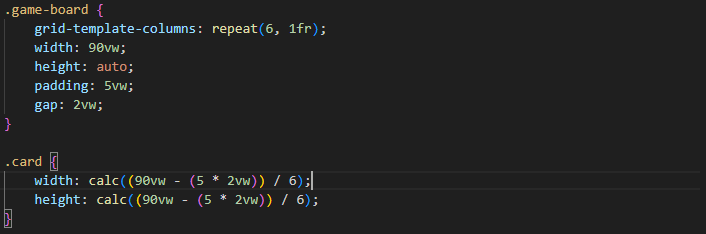 .game-board {
    grid-template-columns: repeat(6, 1fr);
    width: 90vw;
    height: auto;
    padding: 5vw;
    gap: 2vw;
}

.card {
    width: calc((90vw - (5 * 2vw)) / 6);
    height: calc((90vw - (5 * 2vw)) / 6);
}